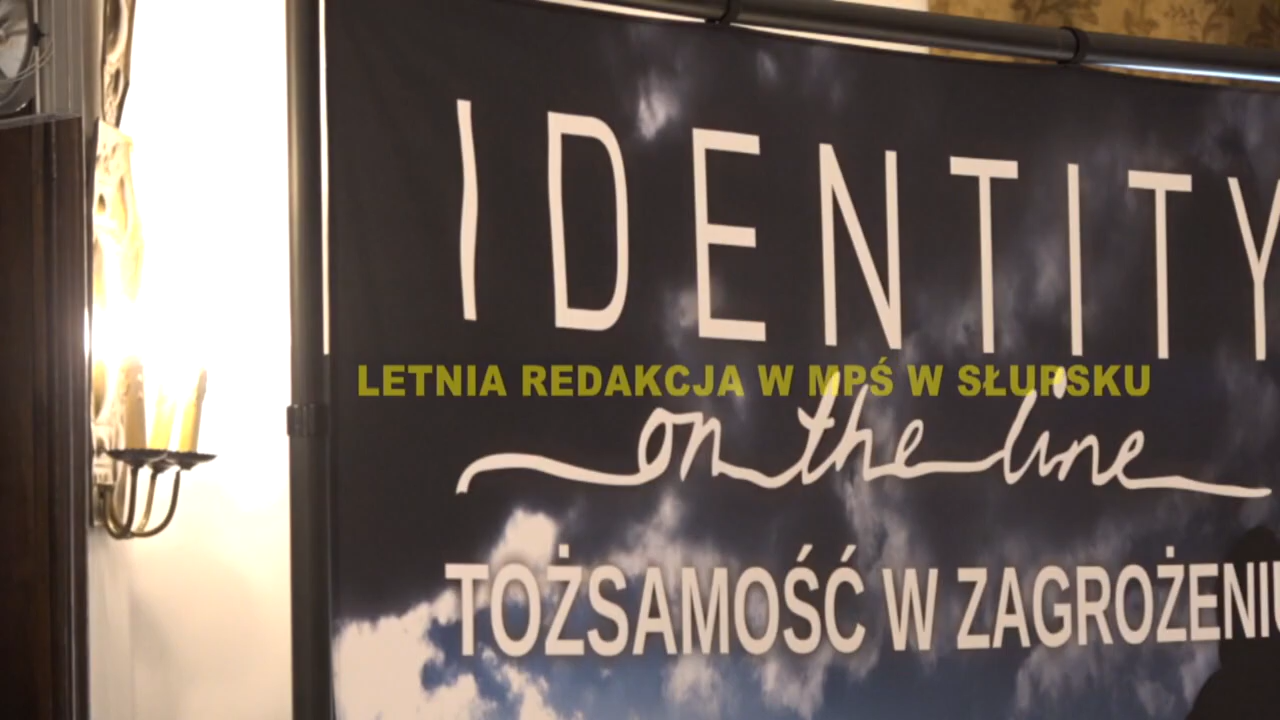 IDENTITY
LETNIA REDAKCJA W MPŚ W SŁUPSKU
on the line
TOŻSAMOŚĆ W ZAGROŻENIU